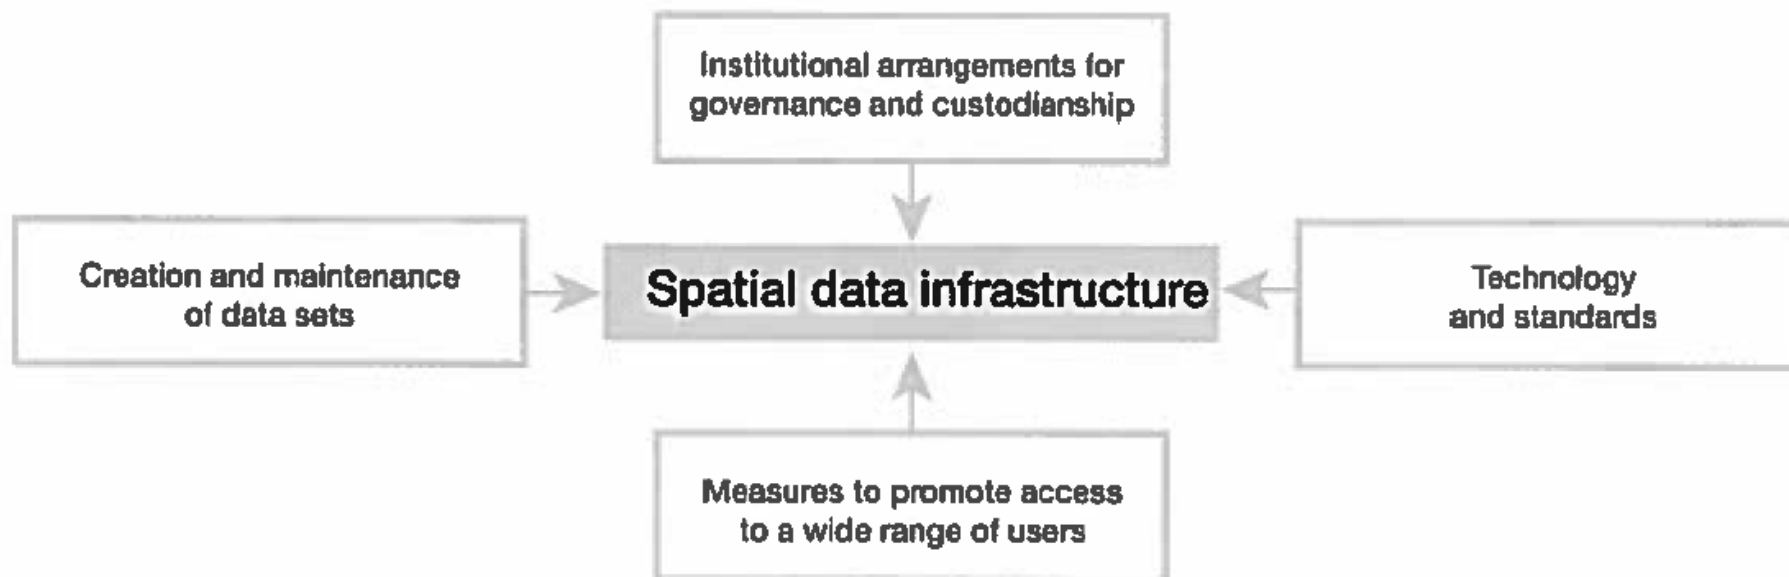 Institutional arrangements for
governance and custodianship
Creation and maintenance
of data sets
Spatial data infrastructure
Technology
and standards
Measures to promote access
to a wide range of users